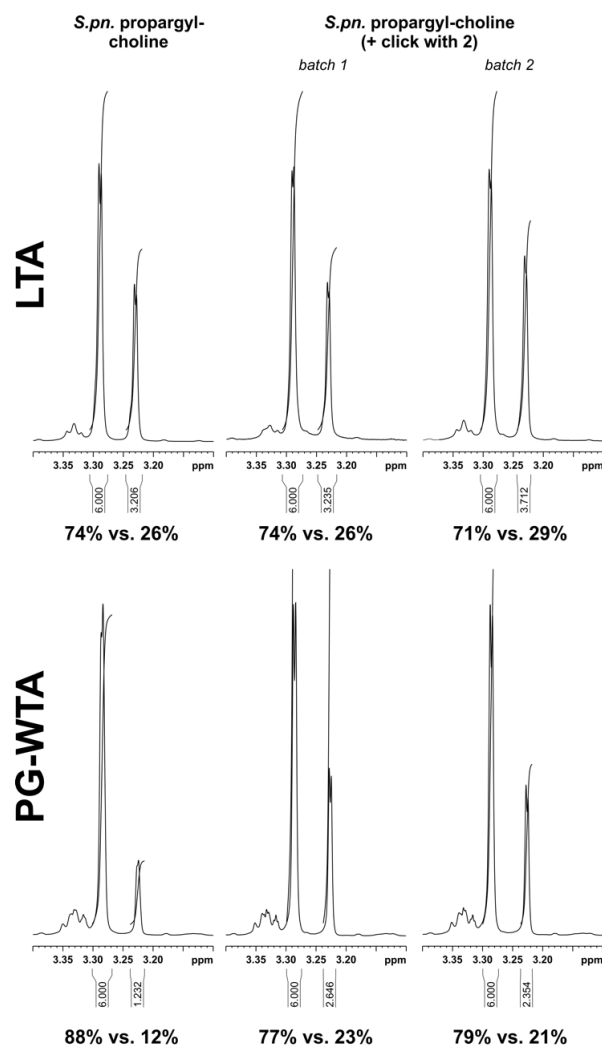 S.pn. propargyl-
choline
S.pn. propargyl-choline
(+ click with 2)
batch 1
batch 2
LTA
3.35 3.30 3.25 3.20 ppm
3.35 3.30 3.25 3.20 ppm
3.35 3.30 3.25 3.20 ppm
6.000 3.206
6.000 3.235
6.000 3.712
74% vs. 26%
74% vs. 26%
71% vs. 29%
PG-WTA
3.35 3.30 3.25 3.20 ppm
3.35 3.30 3.25 3.20 ppm
3.35 3.30 3.25 3.20 ppm
6.000 1.232
6.000 2.646
6.000 2.354
88% vs. 12%
77% vs. 23%
79% vs. 21%